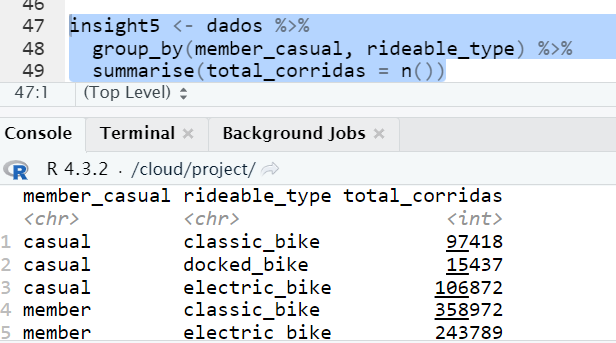 46
47 insight5 <- dados %>%
48 group_by(member_casual, rideable_type) %>%
49 summarise(total_corridas = n())
47:1 (Top Level)
Console Terminal × Background Jobs ×
R R 4.3.2 · /cloud/project/
member_casual rideable_type total_corridas
<chr> <chr> <int>
1 casual classic_bike 97418
2 casual docked_bike 15437
3 casual electric_bike 106872
4 member classic_bike 358972
5 member electric_bike 243789